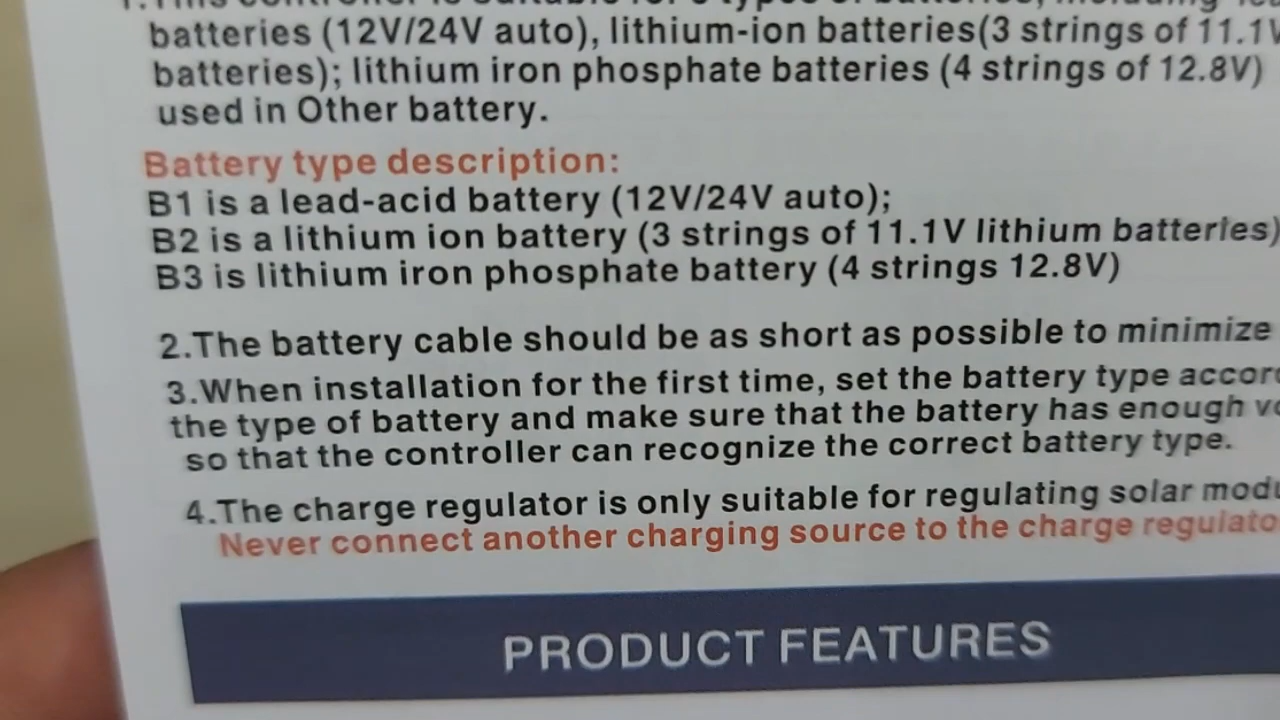 batteries (12V/24V auto), lithium-ion batteries(3 strings of 11.1V
batteries); lithium iron phosphate batteries (4 strings of 12.8V)
used in Other battery.
Battery type description:
B1 is a lead-acid battery (12V/24V auto);
B2 is a lithium ion battery (3 strings of 11.1V lithium batteries)
B3 is lithium iron phosphate battery (4 strings 12.8V)
2.The battery cable should be as short as possible to minimize
3.When installation for the first time, set the battery type
the type of battery and make sure that the battery has enough
so that the controller can recognize the correct battery type.
4.The charge regulator is only suitable for regulating solar
Never connect another charging source to the charge
PRODUCT FEATURES